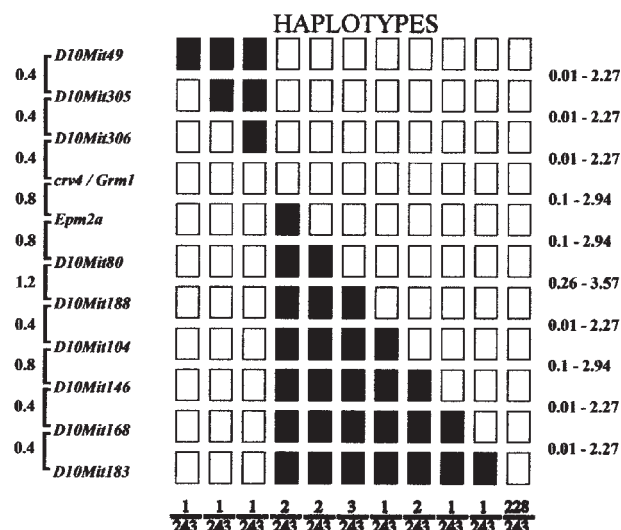 HAPLOTYPES
D10Mit49
0.4 0.01 - 2.27
D10Mit305
0.4 0.01 - 2.27
D10Mit306
0.4 0.01 - 2.27
crv4 / Grm1
0.8 0.1 - 2.94
Epm2a
0.8 0.1 - 2.94
D10Mit80
1.2 0.26 - 3.57
D10Mit188
0.4 0.01 - 2.27
D10Mit104
0.8 0.1 - 2.94
D10Mit146
0.4 0.01 - 2.27
D10Mit168
0.4 0.01 - 2.27
D10Mit183
1 1 1 2 2 3 1 2 1 1 228
243 243 243 243 243 243 243 243 243 243 243